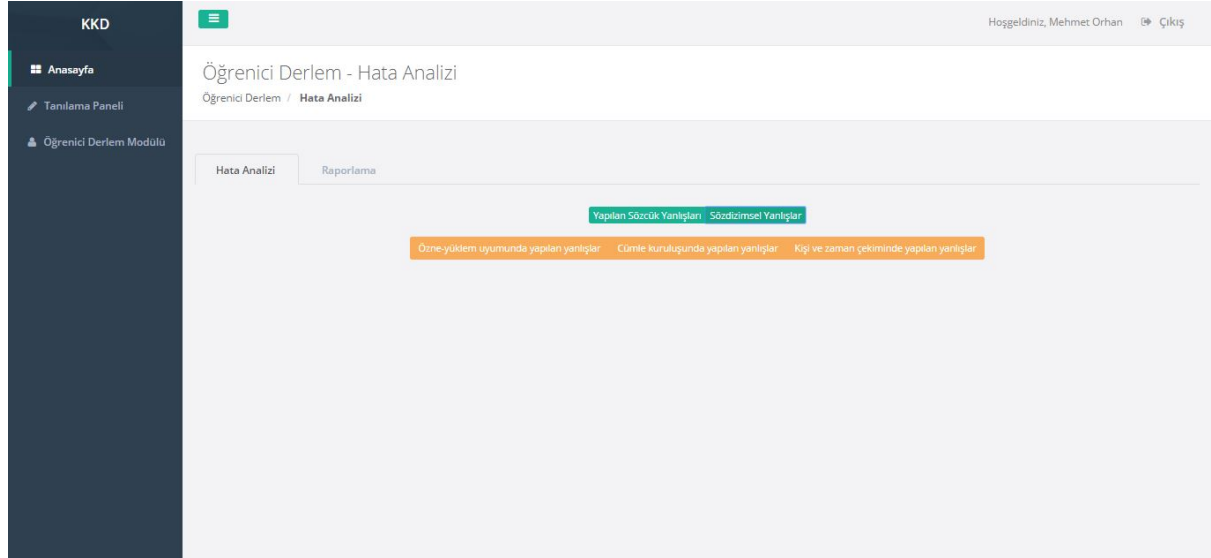 KKD
Hoşgeldiniz, Mehmet Orhan Çıkış
Anasayfa
Tanılama Paneli
Öğrenici Derlem Modülü
Öğrenici Derlem - Hata Analizi
Öğrenici Derlem / Hata Analizi
Hata Analizi Raporlama
Yapılan Sözcük Yanlışları Sözdizimsel Yanlışlar
Özne-yüklem uyumunda yapılan yanlışlar Cümle kuruluşunda yapılan yanlışlar Kişi ve zaman çekiminde yapılan yanlışlar